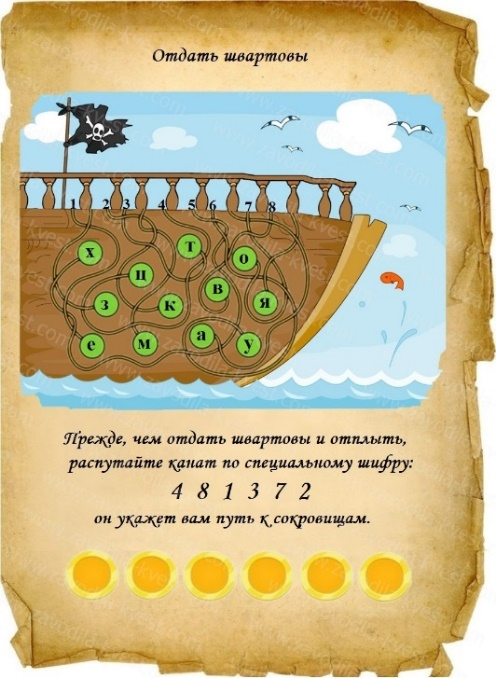 Отдать швартовы
1 2 3 4 5 6 7 8
х т о
п в
з к я
е м а у
Прежде, чем отдать швартовы и отплыть,
распутайте канат по специальному шифру:
4 8 1 3 7 2
он укажет вам путь к сокровищам.